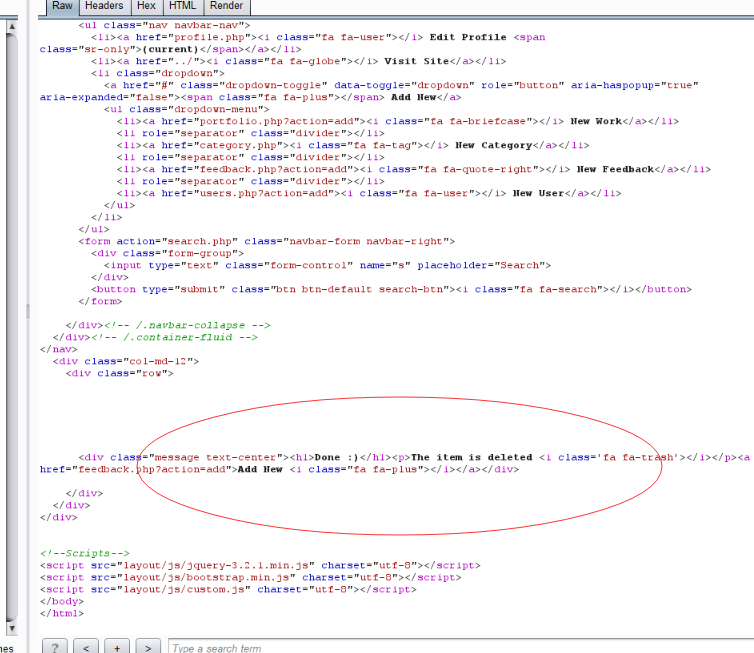 Raw Headers Hex HTML Render
<ul class="nav navbar-nav">
<li><a href="profile.php"><i class="fa fa-user"></i> Edit Profile <span
class="sr-only">(current)</span></a></li>
<li><a href="../"><i class="fa fa-globe"></i> Visit Site</a></li>
<li class="dropdown">
<a href="#" class="dropdown-toggle" data-toggle="dropdown" role="button" aria-haspopup="true"
aria-expanded="false"><span class="fa fa-plus"></span> Add New</a>
<ul class="dropdown-menu">
<li><a href="portfolio.php?action=add"><i class="fa fa-briefcase"></i> New Work</a></li>
<li role="separator" class="divider"></li>
<li><a href="category.php"><i class="fa fa-tag"></i> New Category</a></li>
<li role="separator" class="divider"></li>
<li><a href="feedback.php?action=add"><i class="fa fa-quote-right"></i> New Feedback</a></li>
<li role="separator" class="divider"></li>
<li><a href="users.php?action=add"><i class="fa fa-user"></i> New User</a></li>
</ul>
</li>
</ul>
<form action="search.php" class="navbar-form navbar-right">
<div class="form-group">
<input type="text" class="form-control" name="s" placeholder="Search">
</div>
<button type="submit" class="btn btn-default search-btn"><i class="fa fa-search"></i></button>
</form>
</div><!-- /.navbar-collapse -->
</div><!-- /.container-fluid -->
</nav>
<div class="col-md-12">
<div class="row">
<div class="message text-center"><h1>Done :)</h1><p>The item is deleted <i class='fa fa-trash'></i></p><a
href="feedback.php?action=add">Add New <i class="fa fa-plus"></i></a></div>
</div>
</div>
</div>
<!--Scripts-->
<script src="layout/js/jquery-3.2.1.min.js" charset="utf-8"></script>
<script src="layout/js/bootstrap.min.js" charset="utf-8"></script>
<script src="layout/js/custom.js" charset="utf-8"></script>
</body>
</html>
? < + > Type a search term